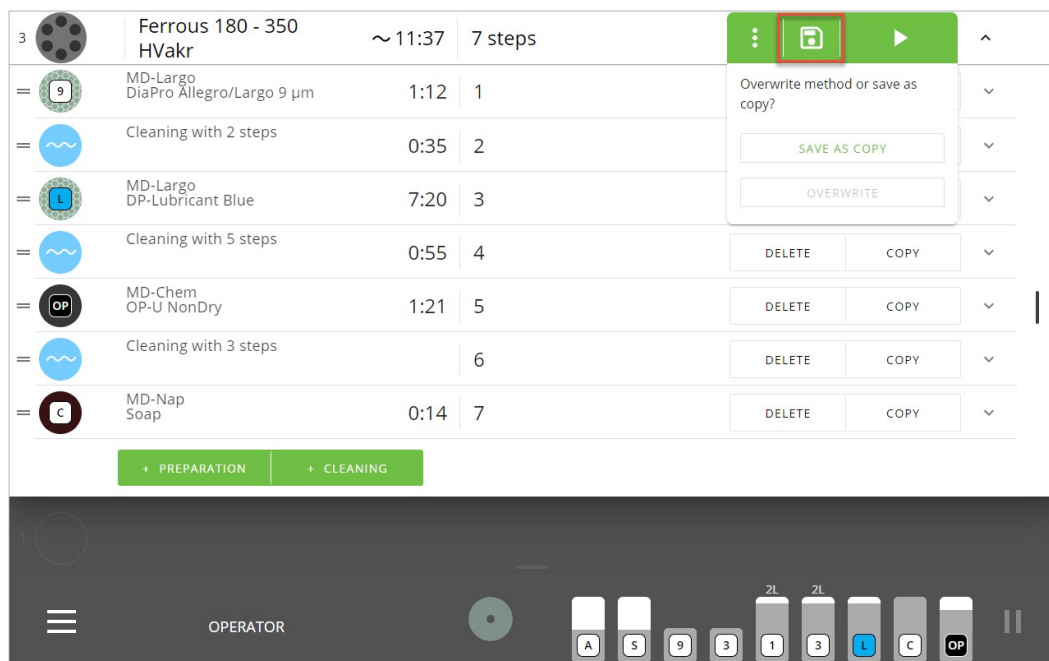 3
Ferrous 180 - 350
HVakr
～11:37
7 steps
Overwrite method or save as
copy?
SAVE AS COPY
OVERWRITE
9
MD-Largo
DiaPro Allegro/Largo 9 µm
1:12
1
Cleaning with 2 steps
0:35
2
L
MD-Largo
DP-Lubricant Blue
7:20
3
Cleaning with 5 steps
0:55
4
DELETE
COPY
OP
MD-Chem
OP-U NonDry
1:21
5
DELETE
COPY
Cleaning with 3 steps
6
DELETE
COPY
C
MD-Nap
Soap
0:14
7
DELETE
COPY
+ PREPARATION
+ CLEANING
1
OPERATOR
2L
2L
A
S
9
3
1
3
L
C
OP